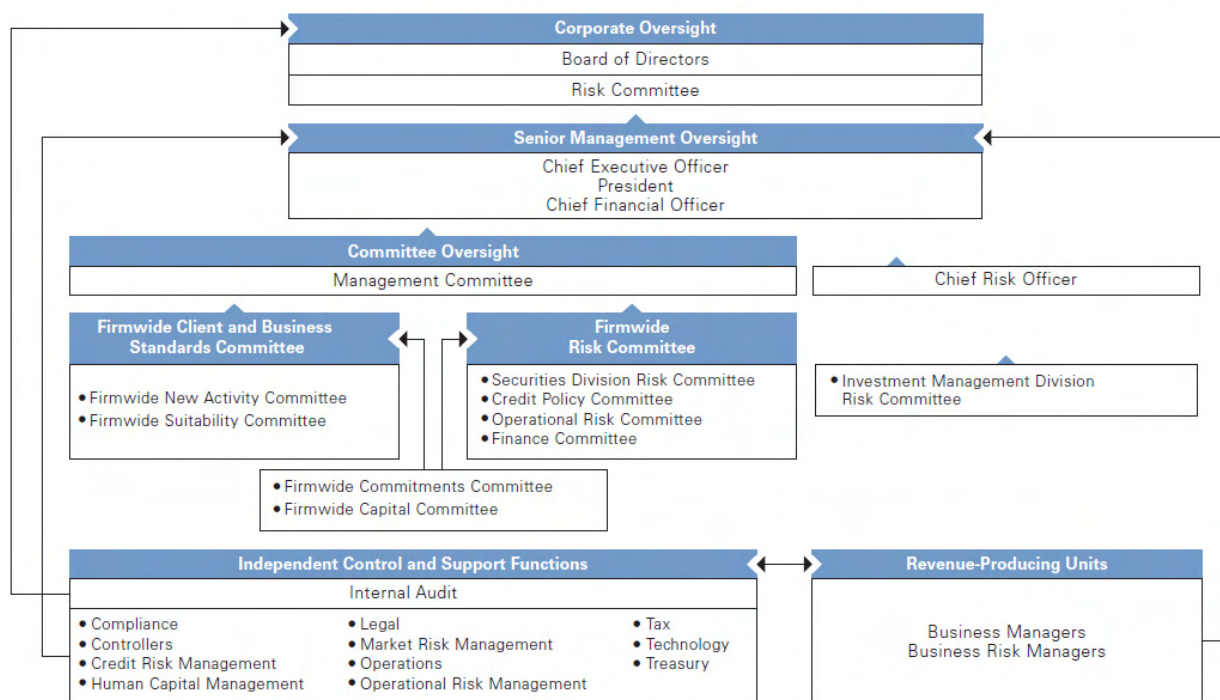 Corporate Oversight
Board of Directors
Risk Committee
Senior Management Oversight
Chief Executive Officer
President
Chief Financial Officer
Committee Oversight
Management Committee
Chief Risk Officer
Firmwide Client and Business
Standards Committee
• Firmwide New Activity Committee
• Firmwide Suitability Committee
Firmwide
Risk Committee
• Securities Division Risk Committee
• Credit Policy Committee
• Operational Risk Committee
• Finance Committee
• Investment Management Division
Risk Committee
• Firmwide Commitments Committee
• Firmwide Capital Committee
Independent Control and Support Functions
Internal Audit
• Compliance
• Controllers
• Credit Risk Management
• Human Capital Management
• Legal
• Market Risk Management
• Operations
• Operational Risk Management
• Tax
• Technology
• Treasury
Revenue-Producing Units
Business Managers
Business Risk Managers